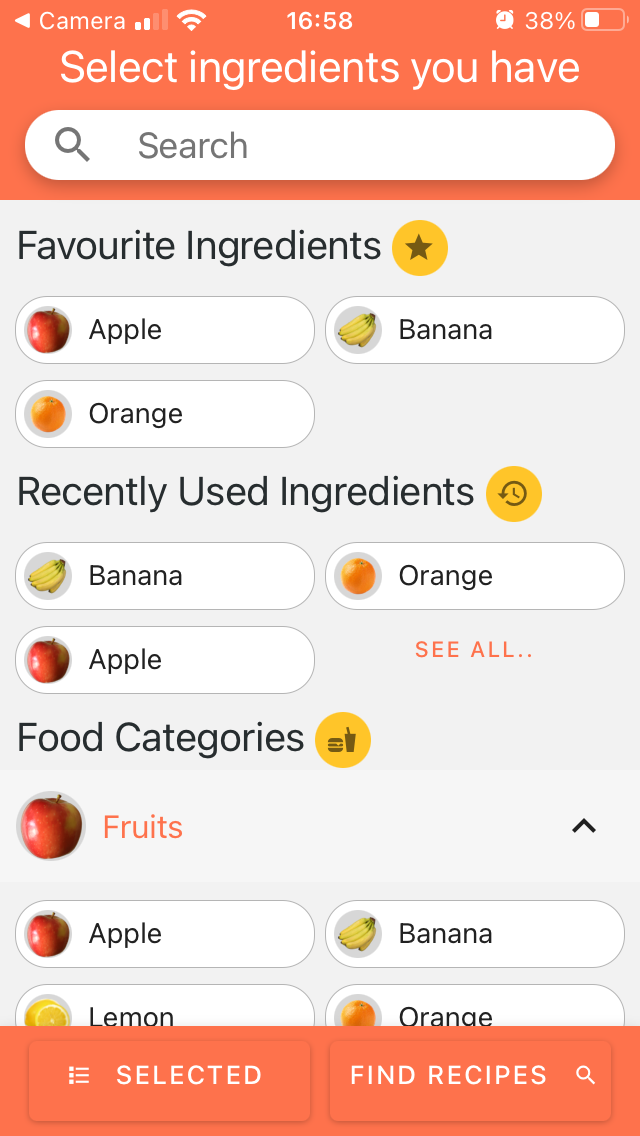 Camera 16:58 38%
Select ingredients you have
Search
Favourite Ingredients
Apple Banana
Orange
Recently Used Ingredients
Banana Orange
Apple SEE ALL..
Food Categories
Fruits
Apple Banana
Lemon Orange
SELECTED FIND RECIPES